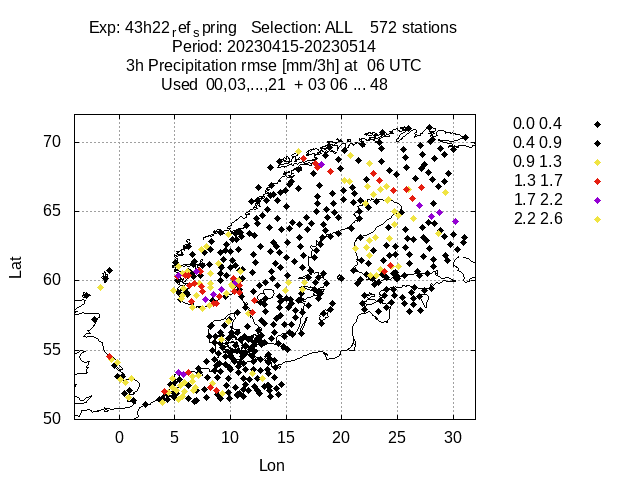 Exp: 43h22refspring Selection: ALL 572 stations
Period: 20230415-20230514
3h Precipitation rmse [mm/3h] at 06 UTC
Used 00,03,...,21 + 03 06 ... 48
70
65
60
55
50
Lat
0 5 10 15 20 25 30
Lon
0.0 0.4
0.4 0.9
0.9 1.3
1.3 1.7
1.7 2.2
2.2 2.6